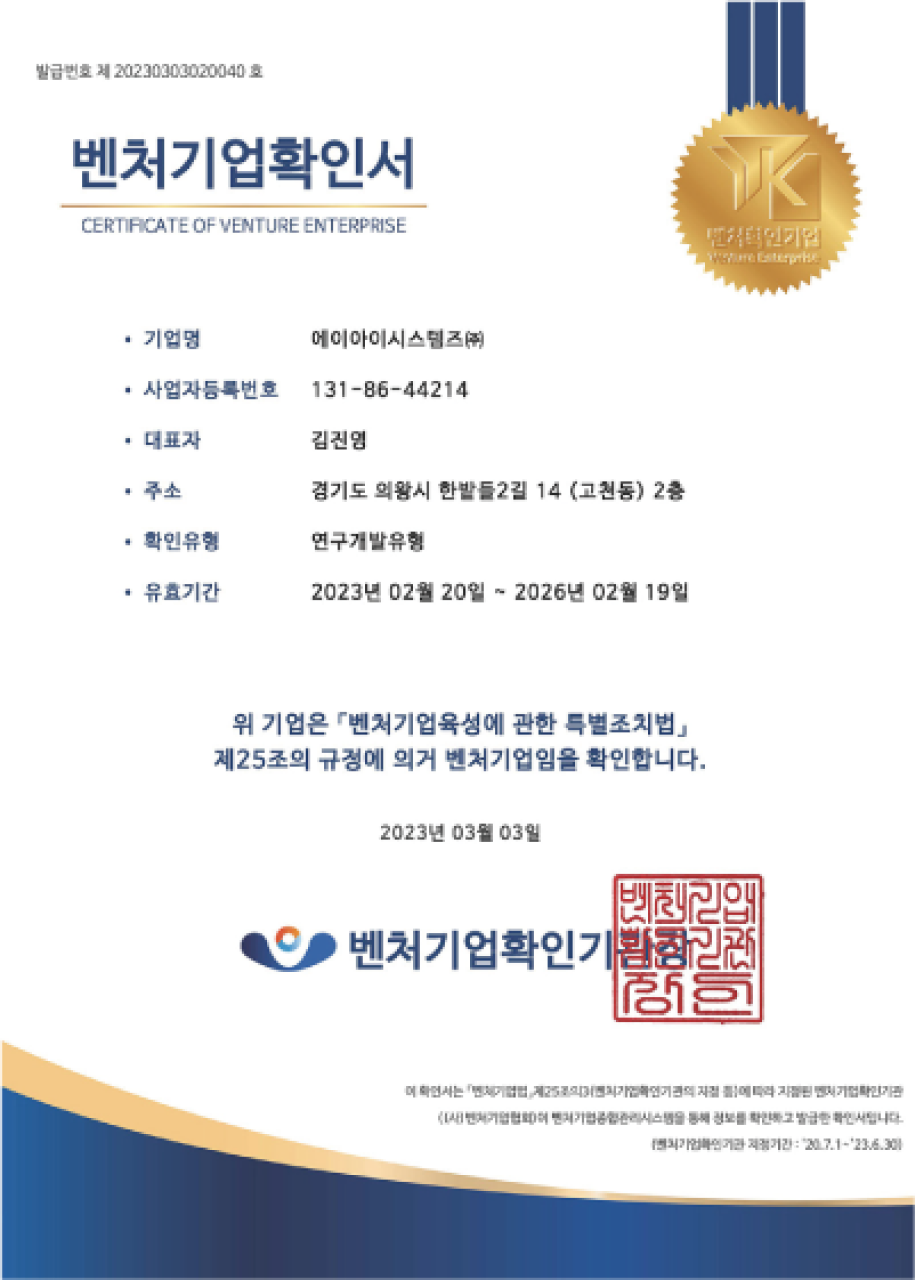 발급번호 제 20230303020040 호
벤처기업확인서
CERTIFICATE OF VENTURE ENTERPRISE
벤처확인기업
Venture Enterprise
• 기업명 에이아이시스템즈㈜
• 사업자등록번호 131-86-44214
• 대표자 김진영
• 주소 경기도 의왕시 한밭들2길 14 (고천동) 2층
• 확인유형 연구개발유형
• 유효기간 2023년 02월 20일 ~ 2026년 02월 19일
위 기업은 「벤처기업육성에 관한 특별조치법」
제25조의 규정에 의거 벤처기업임을 확인합니다.
2023년 03월 03일
벤처기업확인기관장
이 확인서는 「벤처기업법」제25조의3(벤처기업확인기관의 지정 등)에 따라 지정된 벤처기업확인기관
((사)벤처기업협회)이 벤처기업종합관리시스템을 통해 정보를 확인하고 발급한 확인서입니다.
(벤처기업확인기관 지정기간 : '20.7.1~'23.6.30)